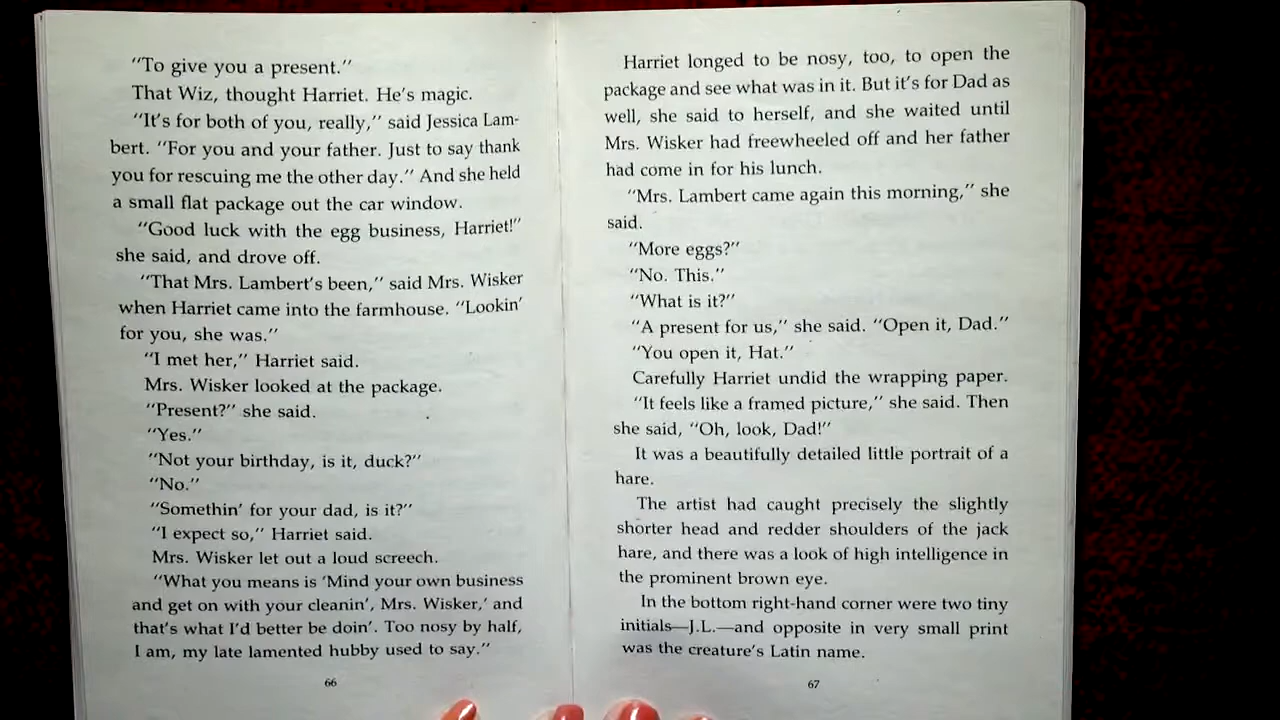 “To give you a present.”
That Wiz, thought Harriet. He’s magic.
“It’s for both of you, really,” said Jessica Lam-
bert. “For you and your father. Just to say thank
you for rescuing me the other day.” And she held
a small flat package out the car window.
“Good luck with the egg business, Harriet!”
she said, and drove off.
“That Mrs. Lambert’s been,” said Mrs. Wisker
when Harriet came into the farmhouse. “Lookin’
for you, she was.”
“I met her,” Harriet said.
Mrs. Wisker looked at the package.
“Present?” she said.
“Yes.”
“Not your birthday, is it, duck?”
“No.”
“Somethin’ for your dad, is it?”
“I expect so,” Harriet said.
Mrs. Wisker let out a loud screech.
“What you means is ‘Mind your own business
and get on with your cleanin’, Mrs. Wisker,’ and
that’s what I’d better be doin’. Too nosy by half,
I am, my late lamented hubby used to say.”
66
Harriet longed to be nosy, too, to open the
package and see what was in it. But it’s for Dad as
well, she said to herself, and she waited until
Mrs. Wisker had freewheeled off and her father
had come in for his lunch.
“Mrs. Lambert came again this morning,” she
said.
“More eggs?”
“No. This.”
“What is it?”
“A present for us,” she said. “Open it, Dad.”
“You open it, Hat.”
Carefully Harriet undid the wrapping paper.
“It feels like a framed picture,” she said. Then
she said, “Oh, look, Dad!”
It was a beautifully detailed little portrait of a
hare.
The artist had caught precisely the slightly
shorter head and redder shoulders of the jack
hare, and there was a look of high intelligence in
the prominent brown eye.
In the bottom right-hand corner were two tiny
initials—J.L.—and opposite in very small print
was the creature’s Latin name.
67